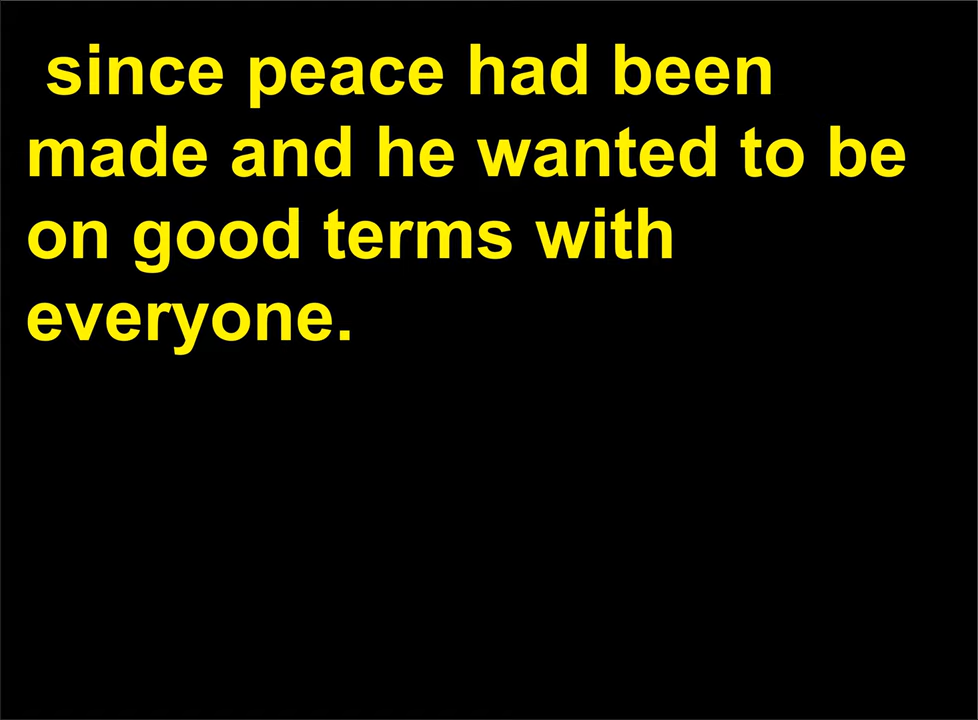 since peace had been
made and he wanted to be
on good terms with
everyone.